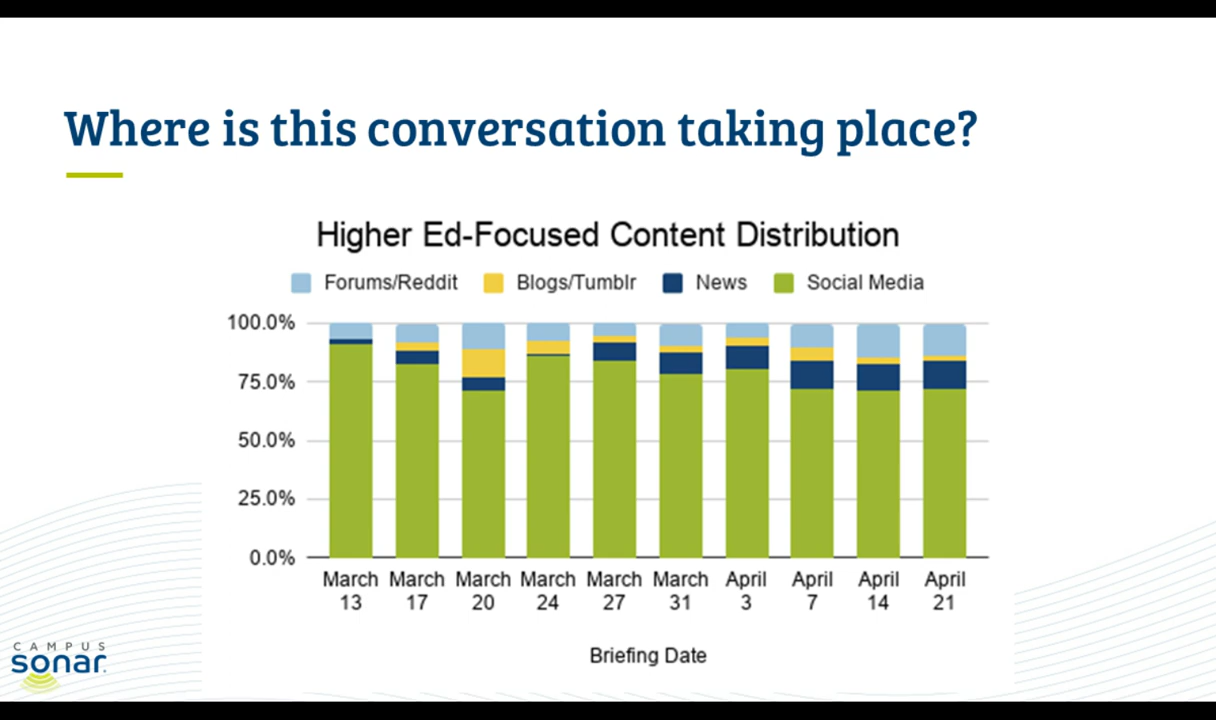 Where is this conversation taking place?
Higher Ed-Focused Content Distribution
Forums/Reddit Blogs/Tumblr News Social Media
100.0%
75.0%
50.0%
25.0%
0.0%
March March March March March March April April April April
13 17 20 24 27 31 3 7 14 21
Briefing Date
CAMPUS
sonar